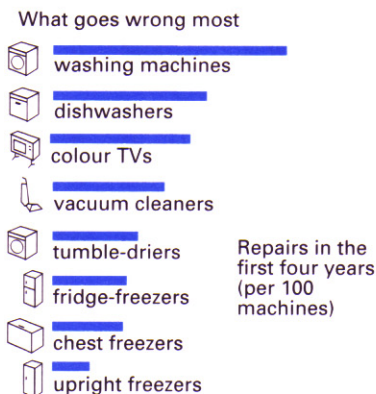 What goes wrong most
washing machines
dishwashers
colour TVs
vacuum cleaners
tumble-driers
fridge-freezers
chest freezers
upright freezers
Repairs in the
first four years
(per 100
machines)